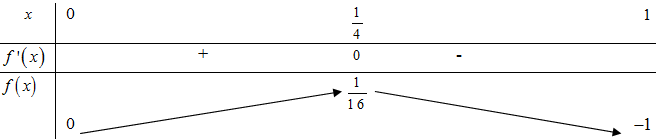 x 0 1/4 1
f'(x) + 0 -
f(x) 0 1/16 –1